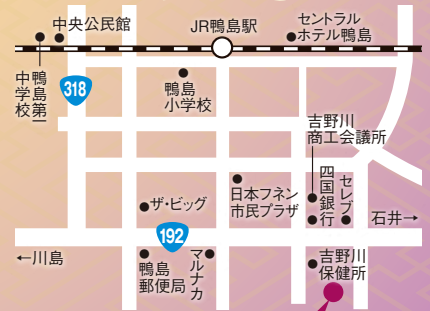 中央公民館
JR鴨島駅
セントラル
ホテル鴨島
鴨島第一
中学校
318
鴨島
小学校
吉野川
商工会議所
日本フネン
市民プラザ
四国銀行
セレブ
ザ・ビッグ
192
石井→
←川島
鴨島
郵便局
マルナカ
吉野川
保健所